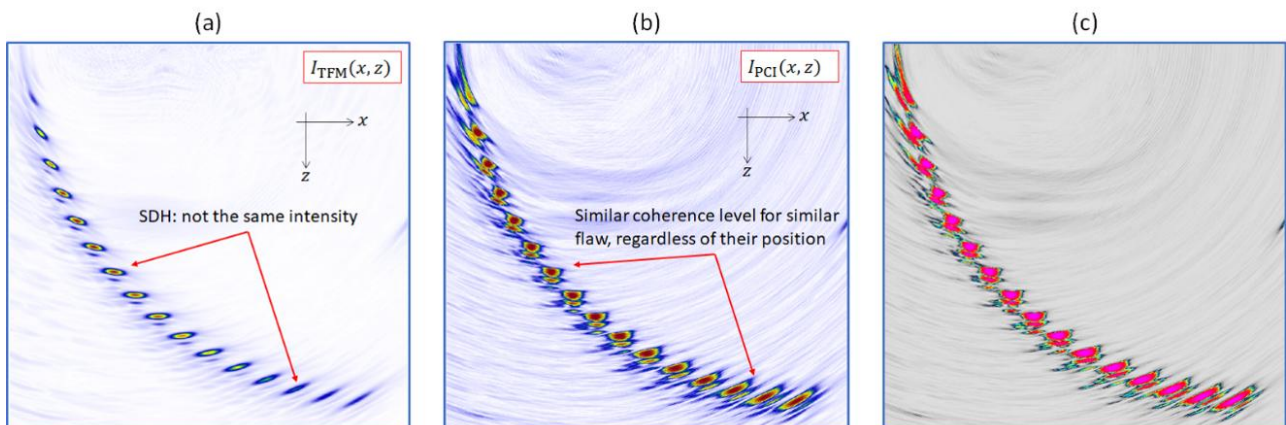 (a)
I_TFM(x, z)
x
z
SDH: not the same intensity
(b)
I_PCI(x, z)
x
z
Similar coherence level for similar
flaw, regardless of their position
(c)